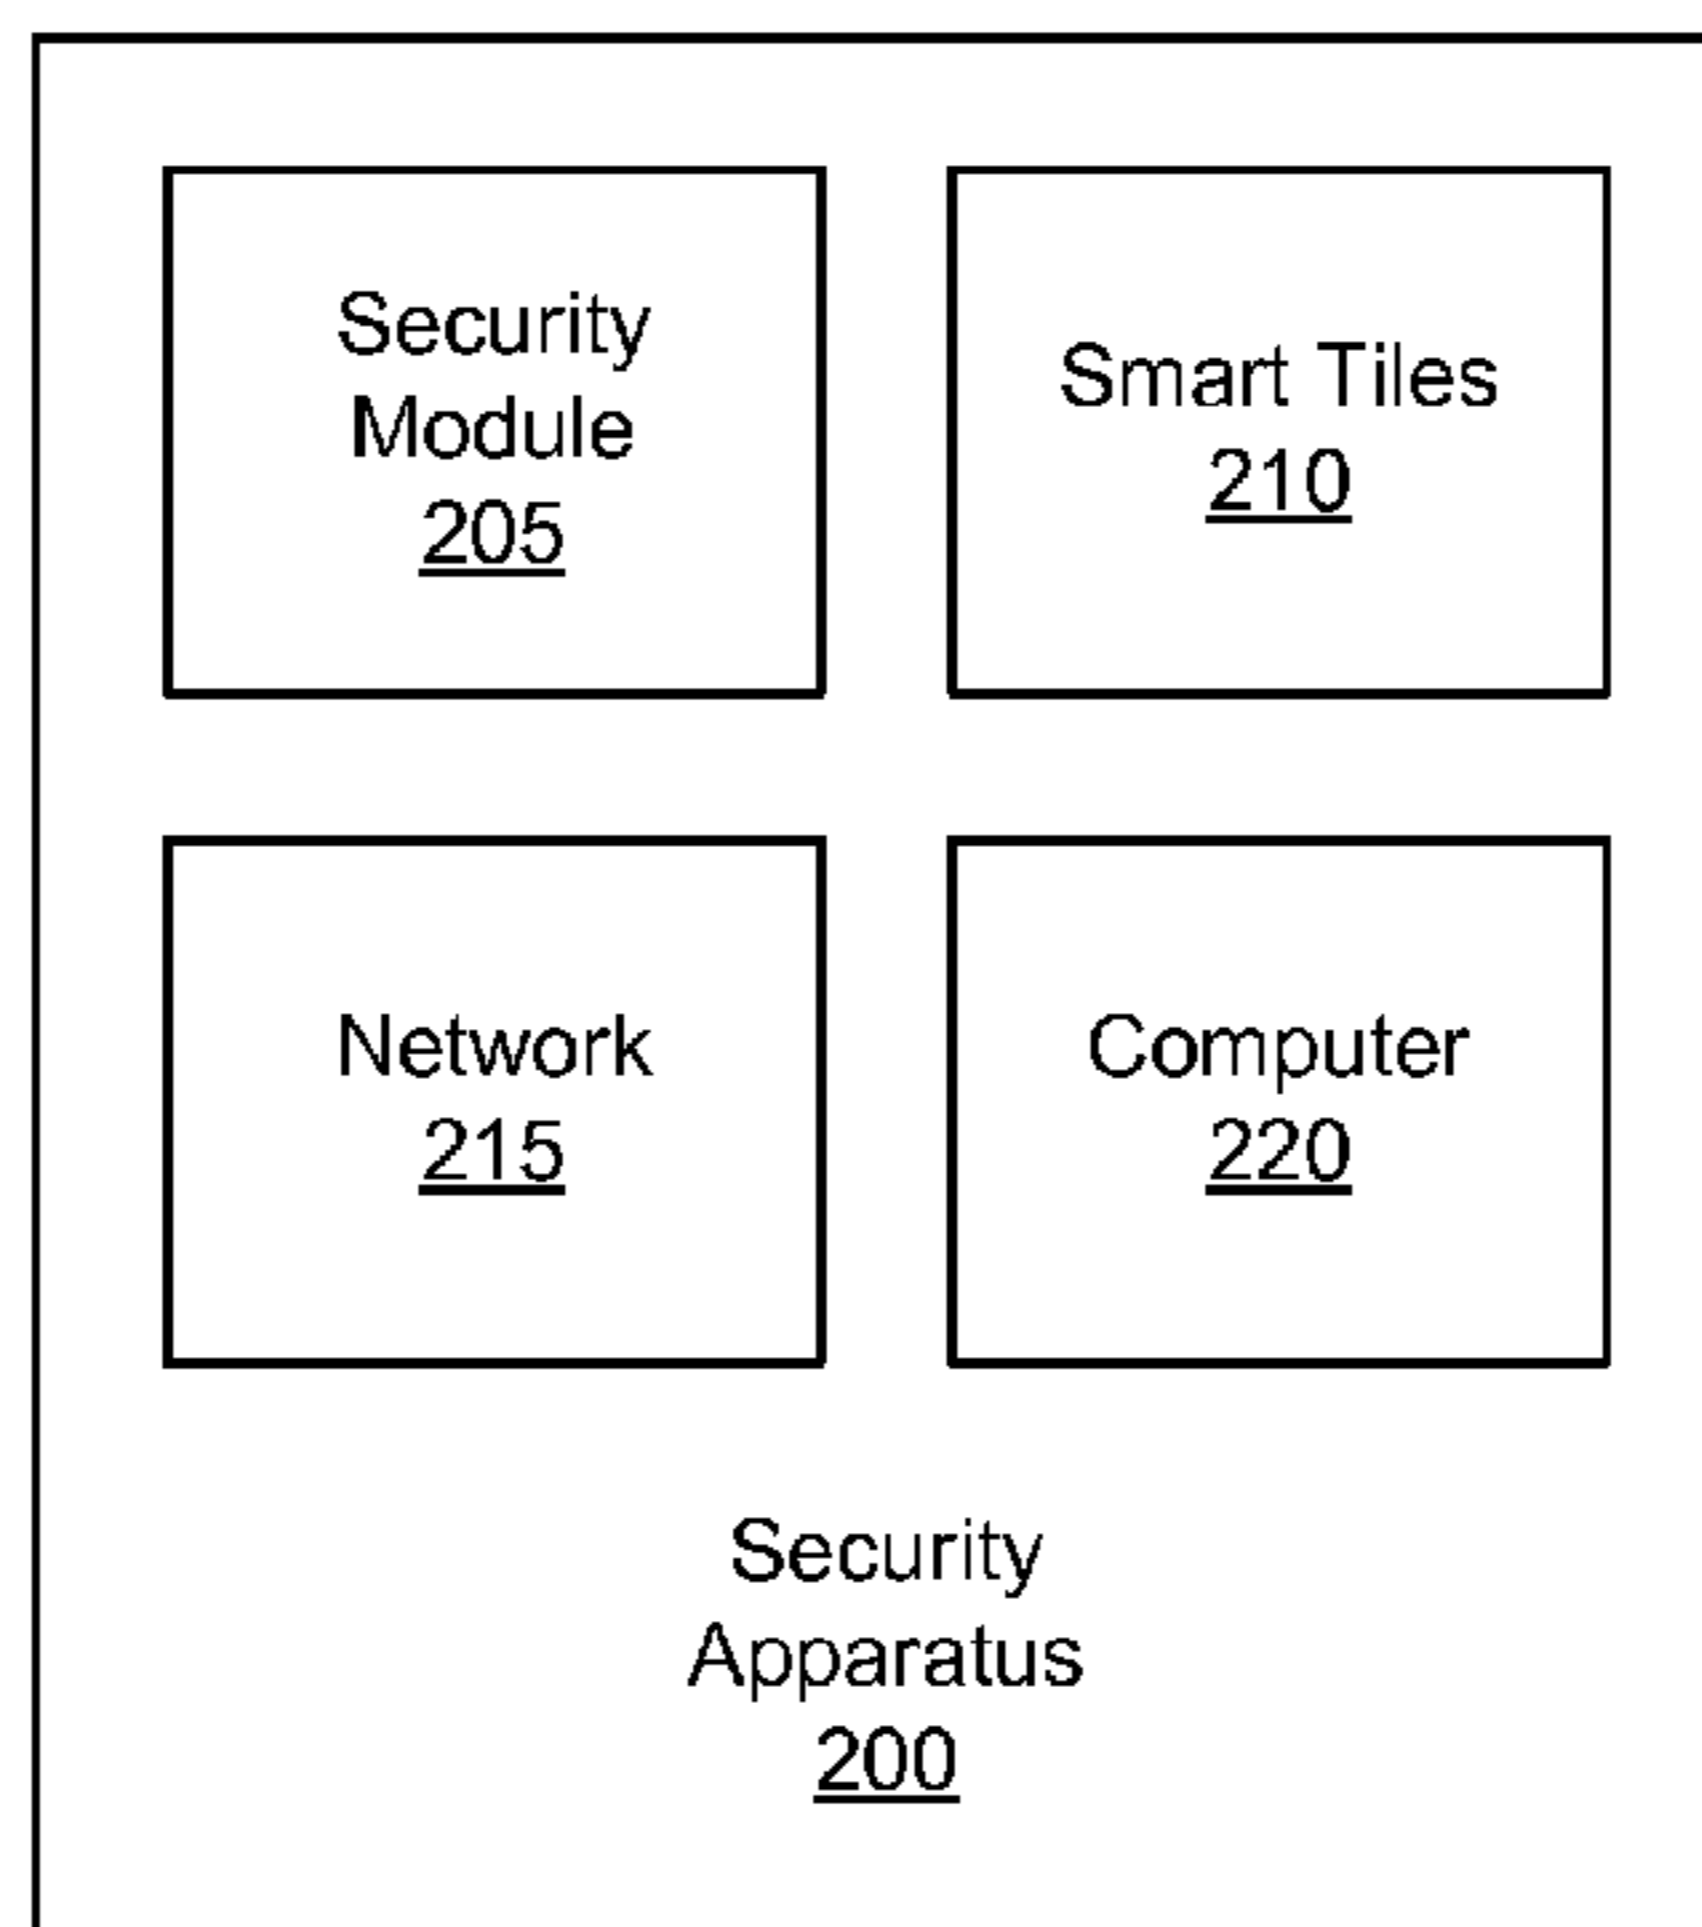 Security
Module
205
Smart Tiles
210
Network
215
Computer
220
Security
Apparatus
200